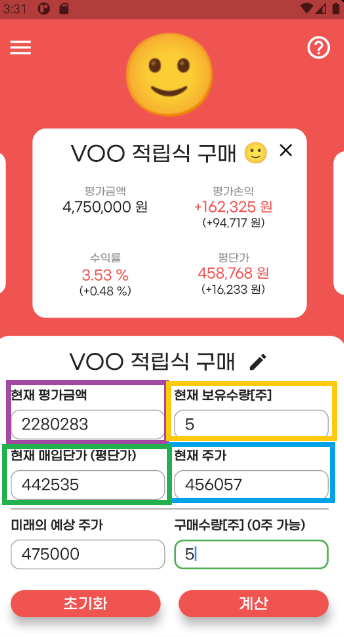 3:31
VOO 적립식 구매 🙂
평가금액
4,750,000 원
평가손익
+162,325 원
(+94,717 원)
수익률
3.53 %
(+0.48 %)
평단가
458,768 원
(+16,233 원)
VOO 적립식 구매
현재 평가금액
현재 보유수량[주]
2280283
5
현재 매입단가 (평단가)
현재 주가
442535
456057
미래의 예상 주가
구매수량[주] (0주 가능)
475000
5
초기화
계산